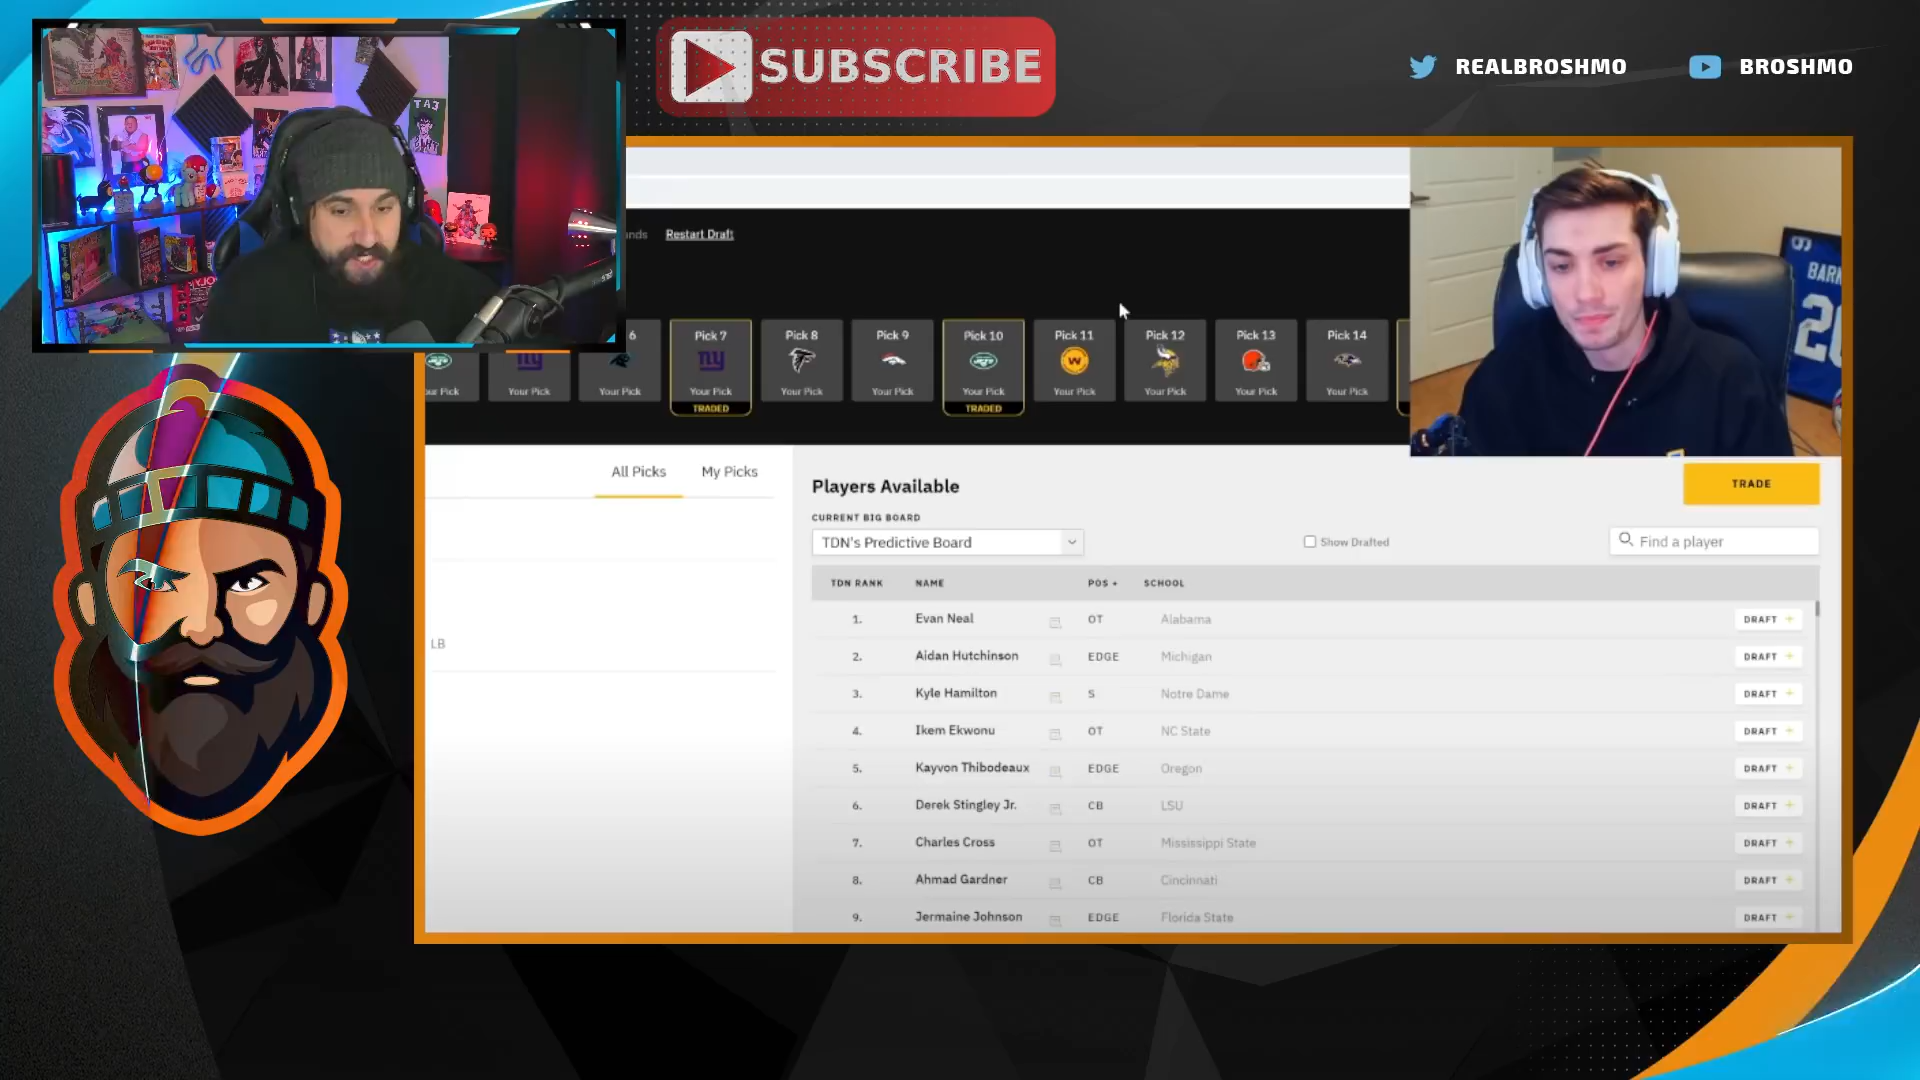 SUBSCRIBE
REALBROSHMO
BROSHMO
TA3
Restart Draft
BARK
6
Pick 7
Pick 8
Pick 9
Pick 10
Pick 11
Pick 12
Pick 13
Pick 14
Your Pick
Your Pick
Your Pick
Your Pick
Your Pick
Your Pick
Your Pick
Your Pick
Your Pick
Your Pick
TRADED
TRADED
All Picks
My Picks
Players Available
TRADE
CURRENT BIG BOARD
TDN's Predictive Board
Show Drafted
Find a player
TDN RANK NAME POS SCHOOL
1. Evan Neal OT Alabama DRAFT +
LB
2. Aidan Hutchinson EDGE Michigan DRAFT +
3. Kyle Hamilton S Notre Dame DRAFT +
4. Ikem Ekwonu OT NC State DRAFT +
5. Kayvon Thibodeaux EDGE Oregon DRAFT +
6. Derek Stingley Jr. CB LSU DRAFT +
7. Charles Cross OT Mississippi State DRAFT +
8. Ahmad Gardner CB Cincinnati DRAFT +
9. Jermaine Johnson EDGE Florida State DRAFT +